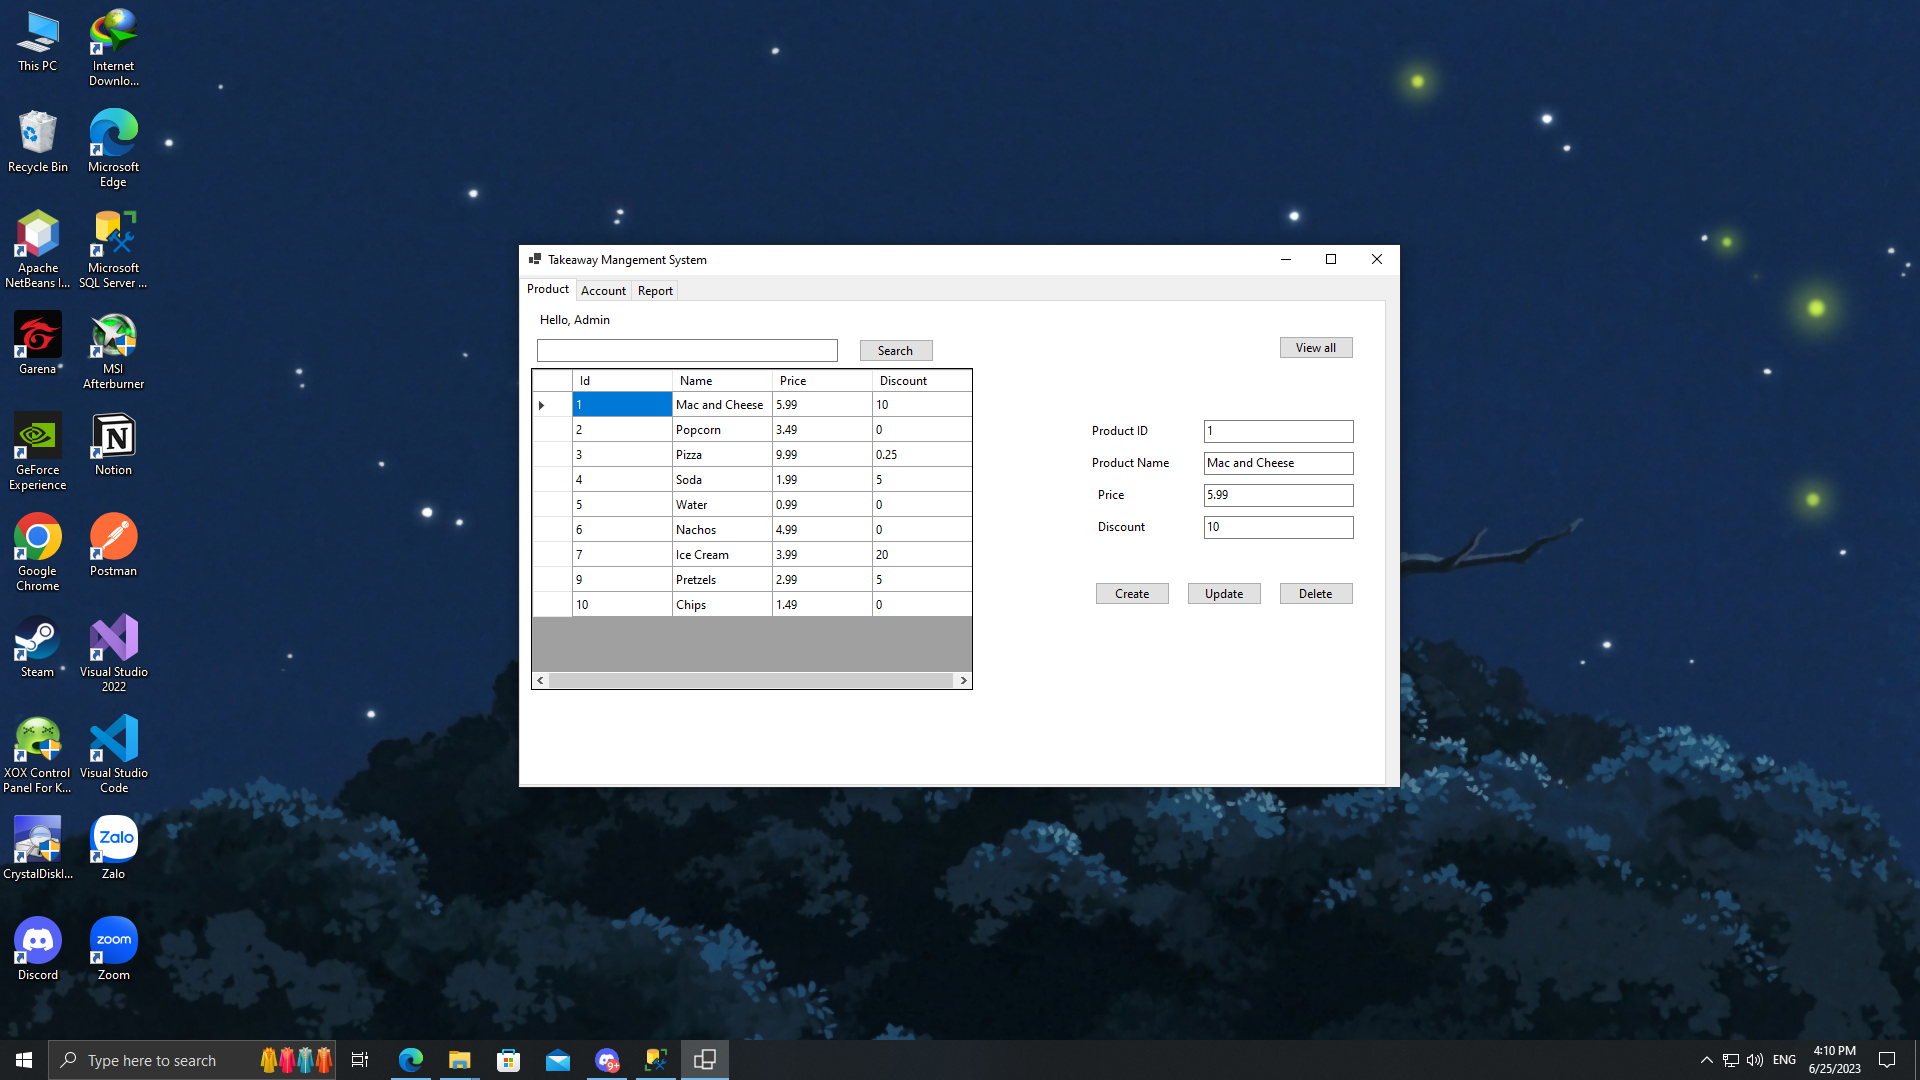 This PC
Internet
Downlo...
Recycle Bin
Microsoft
Edge
Apache
NetBeans I...
Microsoft
SQL Server ...
Garena
MSI
Afterburner
GeForce
Experience
Notion
Google
Chrome
Postman
Steam
Visual Studio
2022
XOX Control
Panel For K...
Visual Studio
Code
CrystalDiskI...
Zalo
Zalo
Discord
zoom
Zoom
Takeaway Mangement System
Product Account Report
Hello, Admin
Search
View all
Id Name Price Discount
1 Mac and Cheese 5.99 10
2 Popcorn 3.49 0
3 Pizza 9.99 0.25
4 Soda 1.99 5
5 Water 0.99 0
6 Nachos 4.99 0
7 Ice Cream 3.99 20
9 Pretzels 2.99 5
10 Chips 1.49 0
Product ID 1
Product Name Mac and Cheese
Price 5.99
Discount 10
Create Update Delete
Type here to search
9+
ENG
4:10 PM
6/25/2023